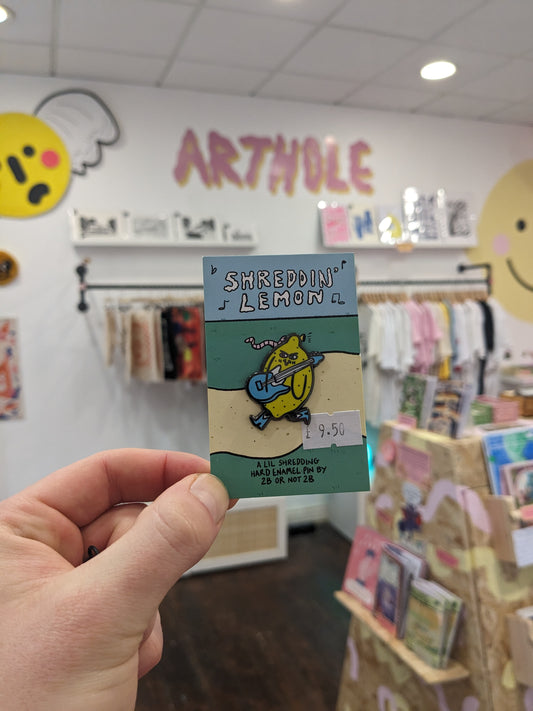 ARTHOLE
SHREDDIN'
LEMON
£ 9.50
A LIL SHREDDING
HARD ENAMEL PIN BY
2B OR NOT 2B